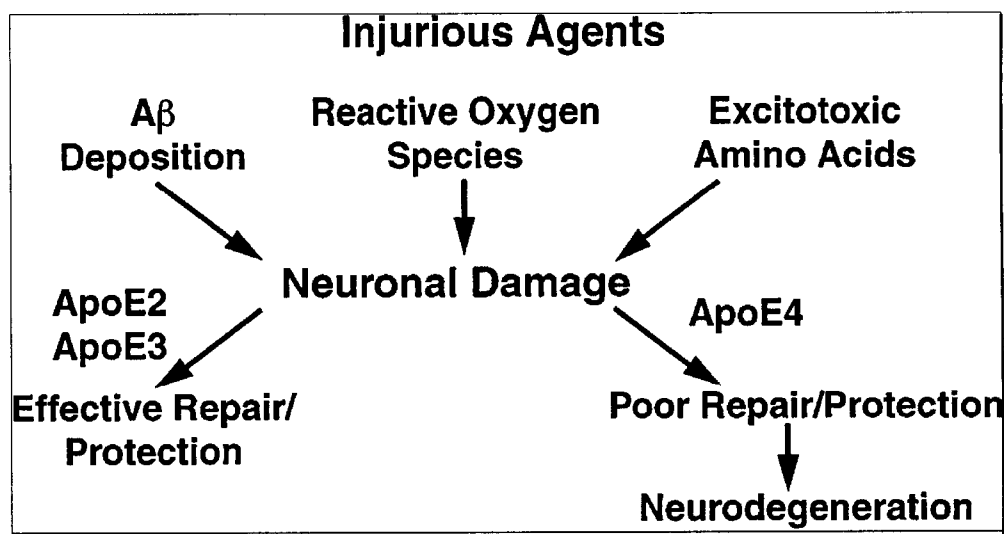 Injurious Agents
Aβ
Deposition
Reactive Oxygen
Species
Excitotoxic
Amino Acids
Neuronal Damage
ApoE2
ApoE3
ApoE4
Effective Repair/
Protection
Poor Repair/Protection
Neurodegeneration